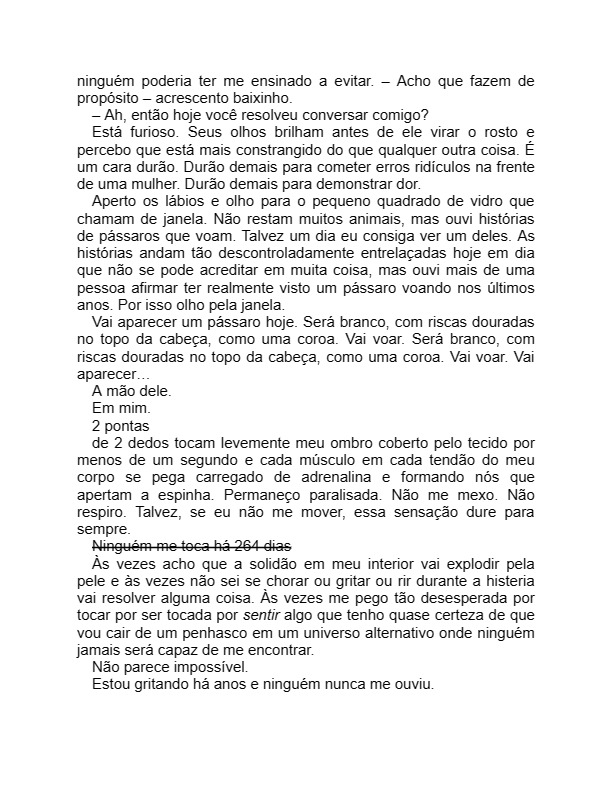 ninguém poderia ter me ensinado a evitar. – Acho que fazem de
propósito – acrescento baixinho.
– Ah, então hoje você resolveu conversar comigo?
Está furioso. Seus olhos brilham antes de ele virar o rosto e
percebo que está mais constrangido do que qualquer outra coisa. É
um cara durão. Durão demais para cometer erros ridículos na frente
de uma mulher. Durão demais para demonstrar dor.
Aperto os lábios e olho para o pequeno quadrado de vidro que
chamam de janela. Não restam muitos animais, mas ouvi histórias
de pássaros que voam. Talvez um dia eu consiga ver um deles. As
histórias andam tão descontroladamente entrelaçadas hoje em dia
que não se pode acreditar em muita coisa, mas ouvi mais de uma
pessoa afirmar ter realmente visto um pássaro voando nos últimos
anos. Por isso olho pela janela.
Vai aparecer um pássaro hoje. Será branco, com riscas douradas
no topo da cabeça, como uma coroa. Vai voar. Será branco, com
riscas douradas no topo da cabeça, como uma coroa. Vai voar. Vai
aparecer…
A mão dele.
Em mim.
2 pontas
de 2 dedos tocam levemente meu ombro coberto pelo tecido por
menos de um segundo e cada músculo em cada tendão do meu
corpo se pega carregado de adrenalina e formando nós que
apertam a espinha. Permaneço paralisada. Não me mexo. Não
respiro. Talvez, se eu não me mover, essa sensação dure para
sempre.
Ninguém me toca há 264 dias
Às vezes acho que a solidão em meu interior vai explodir pela
pele e às vezes não sei se chorar ou gritar ou rir durante a histeria
vai resolver alguma coisa. Às vezes me pego tão desesperada por
tocar por ser tocada por sentir algo que tenho quase certeza de que
vou cair de um penhasco em um universo alternativo onde ninguém
jamais será capaz de me encontrar.
Não parece impossível.
Estou gritando há anos e ninguém nunca me ouviu.